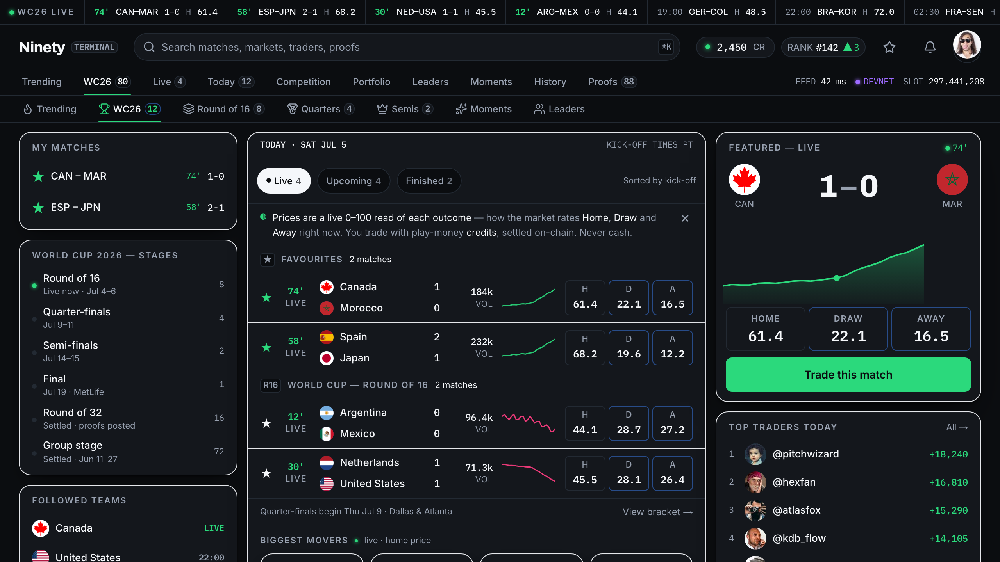 WC26 LIVE
74' CAN–MAR 1–0 H 61.4
58' ESP–JPN 2–1 H 68.2
30' NED–USA 1–1 H 45.5
12' ARG–MEX 0–0 H 44.1
19:00 GER–COL H 48.5
22:00 BRA–KOR H 72.0
02:30 FRA–SEN H
Ninety TERMINAL
Search matches, markets, traders, proofs ⌘K
2,450 CR
RANK #142 ▲3
Trending WC26 80 Live 4 Today 12 Competition Portfolio Leaders Moments History Proofs 88
FEED 42 ms DEVNET SLOT 297,441,208
Trending WC26 12 Round of 16 8 Quarters 4 Semis 2 Moments Leaders
MY MATCHES
★ CAN – MAR 74' 1-0
★ ESP – JPN 58' 2-1
WORLD CUP 2026 — STAGES
Round of 16 8
Live now · Jul 4–6
Quarter-finals 4
Jul 9–11
Semi-finals 2
Jul 14–15
Final 1
Jul 19 · MetLife
Round of 32 16
Settled · proofs posted
Group stage 72
Settled · Jun 11–27
FOLLOWED TEAMS
Canada LIVE
United States 22:00
TODAY · SAT JUL 5 KICK-OFF TIMES PT
Live 4 Upcoming 4 Finished 2 Sorted by kick-off
Prices are a live 0–100 read of each outcome — how the market rates Home, Draw and
Away right now. You trade with play-money credits, settled on-chain. Never cash.
★ FAVOURITES 2 matches
74' LIVE Canada 1 Morocco 0 184k VOL H 61.4 D 22.1 A 16.5
58' LIVE Spain 2 Japan 1 232k VOL H 68.2 D 19.6 A 12.2
R16 WORLD CUP — ROUND OF 16 2 matches
12' LIVE Argentina 0 Mexico 0 96.4k VOL H 44.1 D 28.7 A 27.2
30' LIVE Netherlands 1 United States 1 71.3k VOL H 45.5 D 28.1 A 26.4
Quarter-finals begin Thu Jul 9 · Dallas & Atlanta View bracket →
BIGGEST MOVERS live · home price
FEATURED — LIVE 74'
1–0
CAN MAR
HOME DRAW AWAY
61.4 22.1 16.5
Trade this match
TOP TRADERS TODAY All →
1 @pitchwizard +18,240
2 @hexfan +16,810
3 @atlasfox +15,290
4 @kdb_flow +14,105